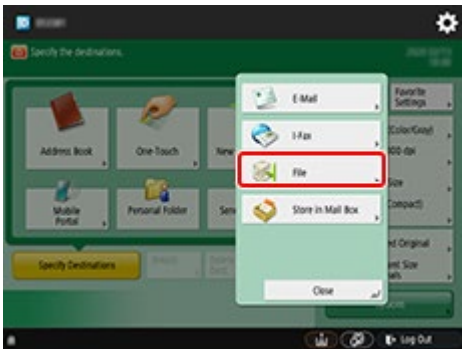 Specify the destinations.
Address Book
One-Touch
New
Mobile
Portal
Personal Folder
Specify Destinations
E-Mail
I-Fax
File
Store in Mail Box
Close
Favorite
Settings
Log Out